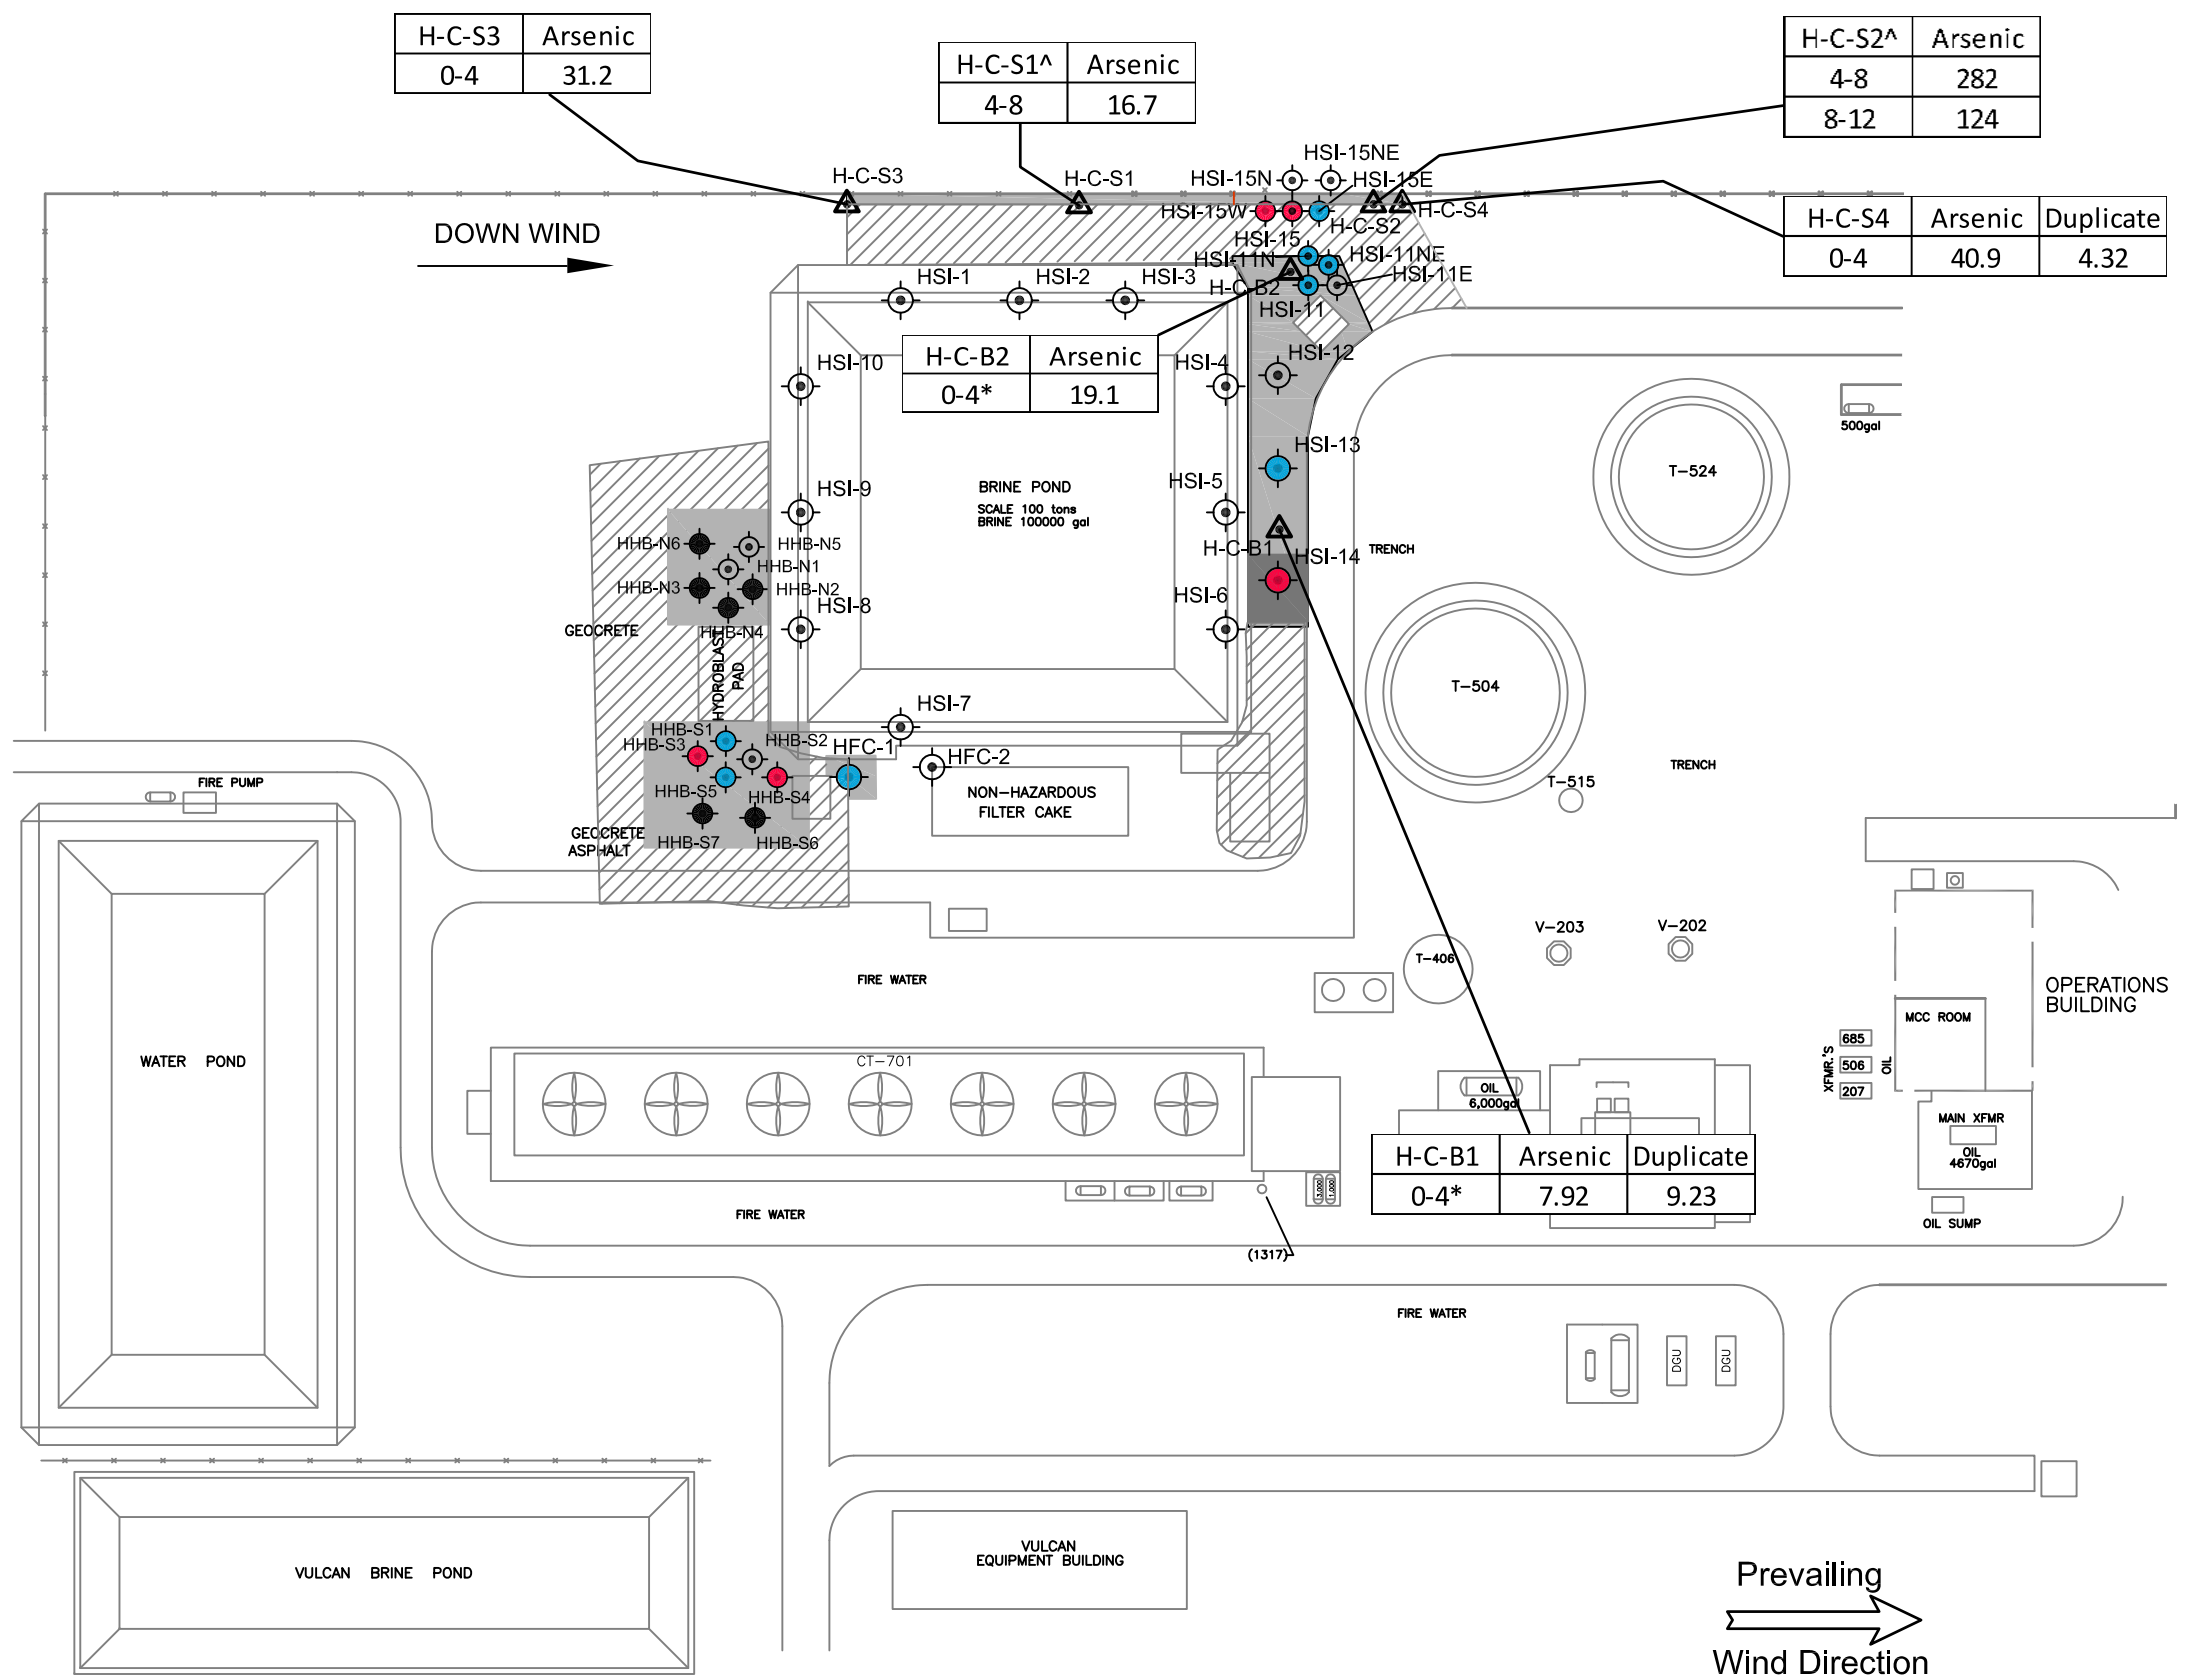 H-C-S3 Arsenic
0-4 31.2
H-C-S1^ Arsenic
4-8 16.7
H-C-S2^ Arsenic
4-8 282
8-12 124
HSI-15NE
H-C-S3
H-C-S1
HSI-15N
HSI-15E
HSI-15W
H-C-S4
H-C-S2
H-C-S4 Arsenic Duplicate
0-4 40.9 4.32
DOWN WIND
HSI-15
HSI-11N
HSI-11NE
HSI-11E
HSI-1
HSI-2
HSI-3
H-C-B2
HSI-11
H-C-B2 Arsenic
0-4* 19.1
HSI-10
HSI-4
HSI-12
500gal
HSI-13
T-524
HSI-9
BRINE POND
SCALE 100 tons
BRINE 100000 gal
HSI-5
HHB-N6
HHB-N5
H-C-B1
HSI-14
TRENCH
HHB-N1
HHB-N3
HHB-N2
HSI-8
HSI-6
GEOCRETE
HHB-N4
HYDROBLAST
PAD
T-504
HSI-7
HHB-S1
HHB-S3
HHB-S2
HFC-1
HFC-2
TRENCH
FIRE PUMP
T-515
HHB-S5
HHB-S4
NON-HAZARDOUS
FILTER CAKE
GEOCRETE
ASPHALT
HHB-S7
HHB-S6
V-203
V-202
T-406
FIRE WATER
OPERATIONS
BUILDING
MCC ROOM
WATER POND
CT-701
XFMR.'S
685
506
207
OIL
OIL
6,000gal
MAIN XFMR
OIL
4670gal
H-C-B1 Arsenic Duplicate
0-4* 7.92 9.23
3,000
1,000
FIRE WATER
OIL SUMP
(1317)
FIRE WATER
DGU
DGU
VULCAN BRINE POND
VULCAN
EQUIPMENT BUILDING
Prevailing
Wind Direction